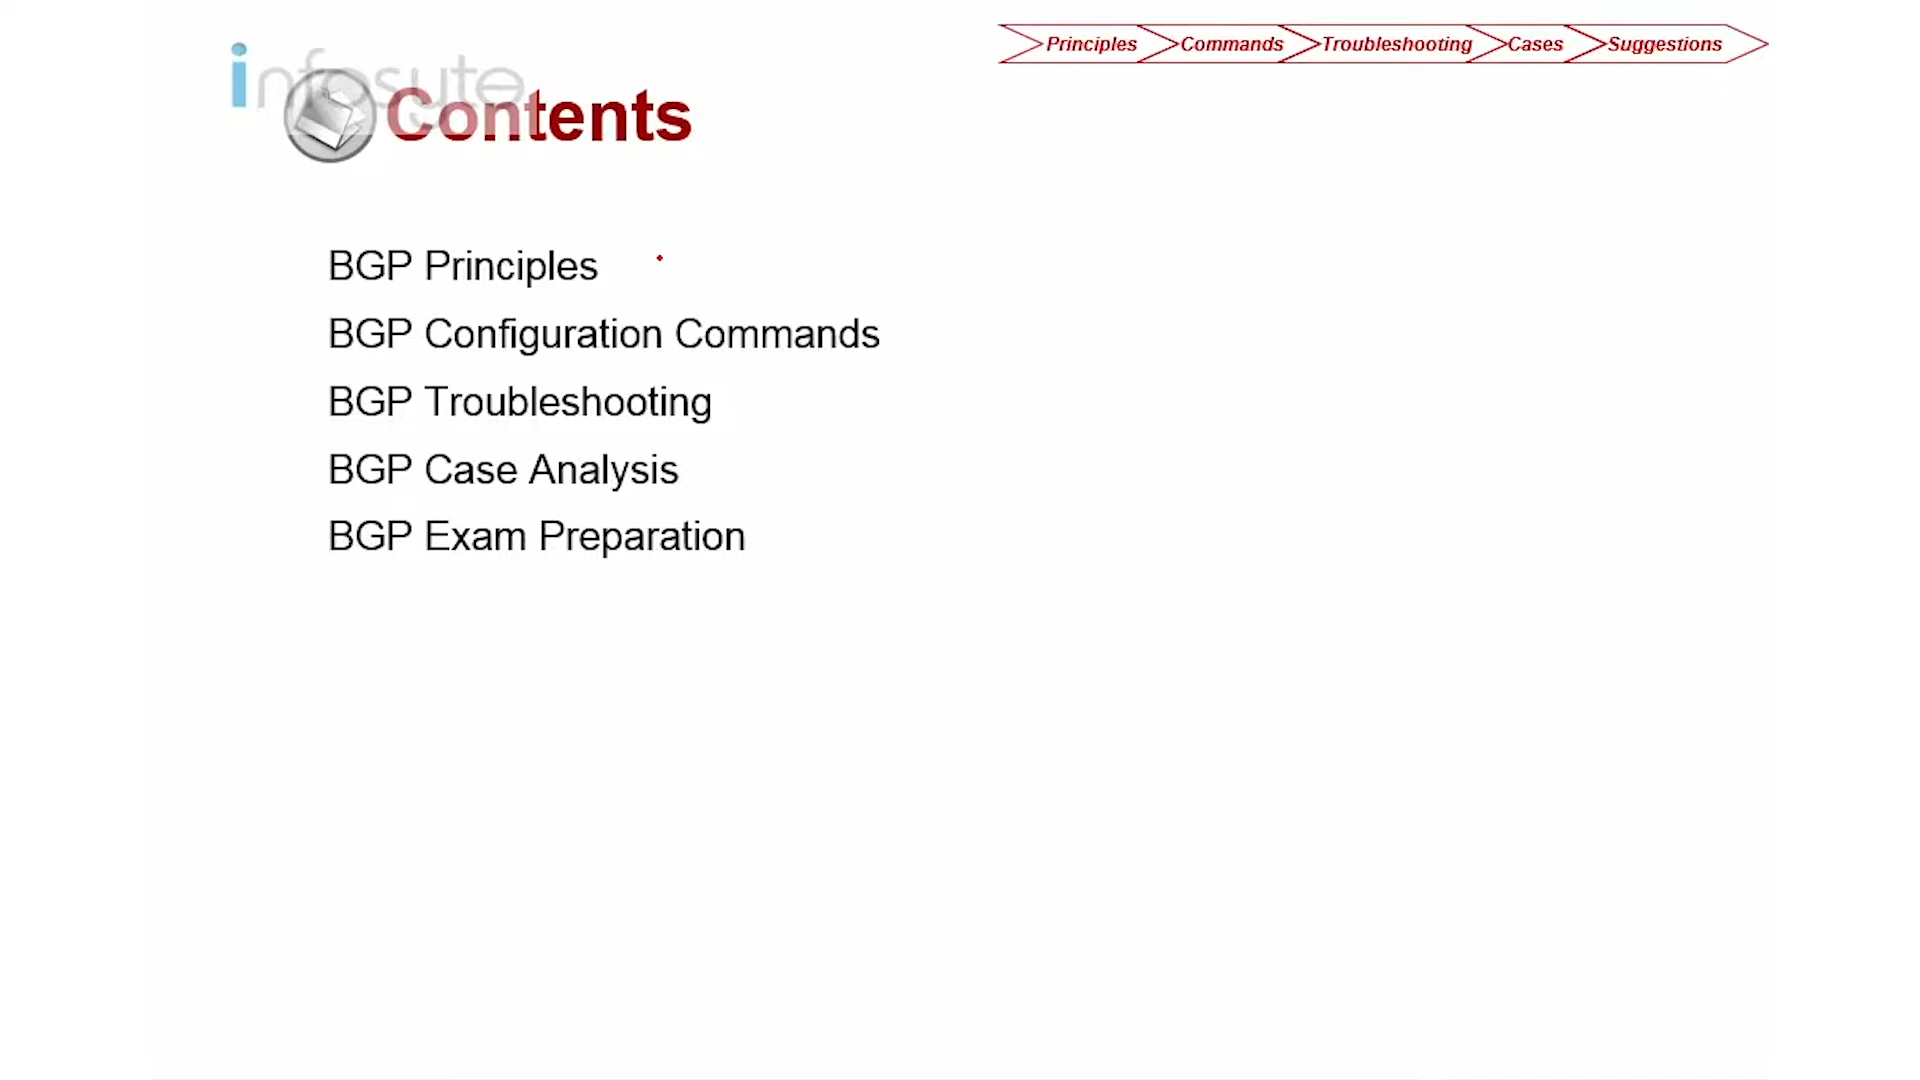 Principles Commands Troubleshooting Cases Suggestions
infosyte
Contents
BGP Principles
BGP Configuration Commands
BGP Troubleshooting
BGP Case Analysis
BGP Exam Preparation